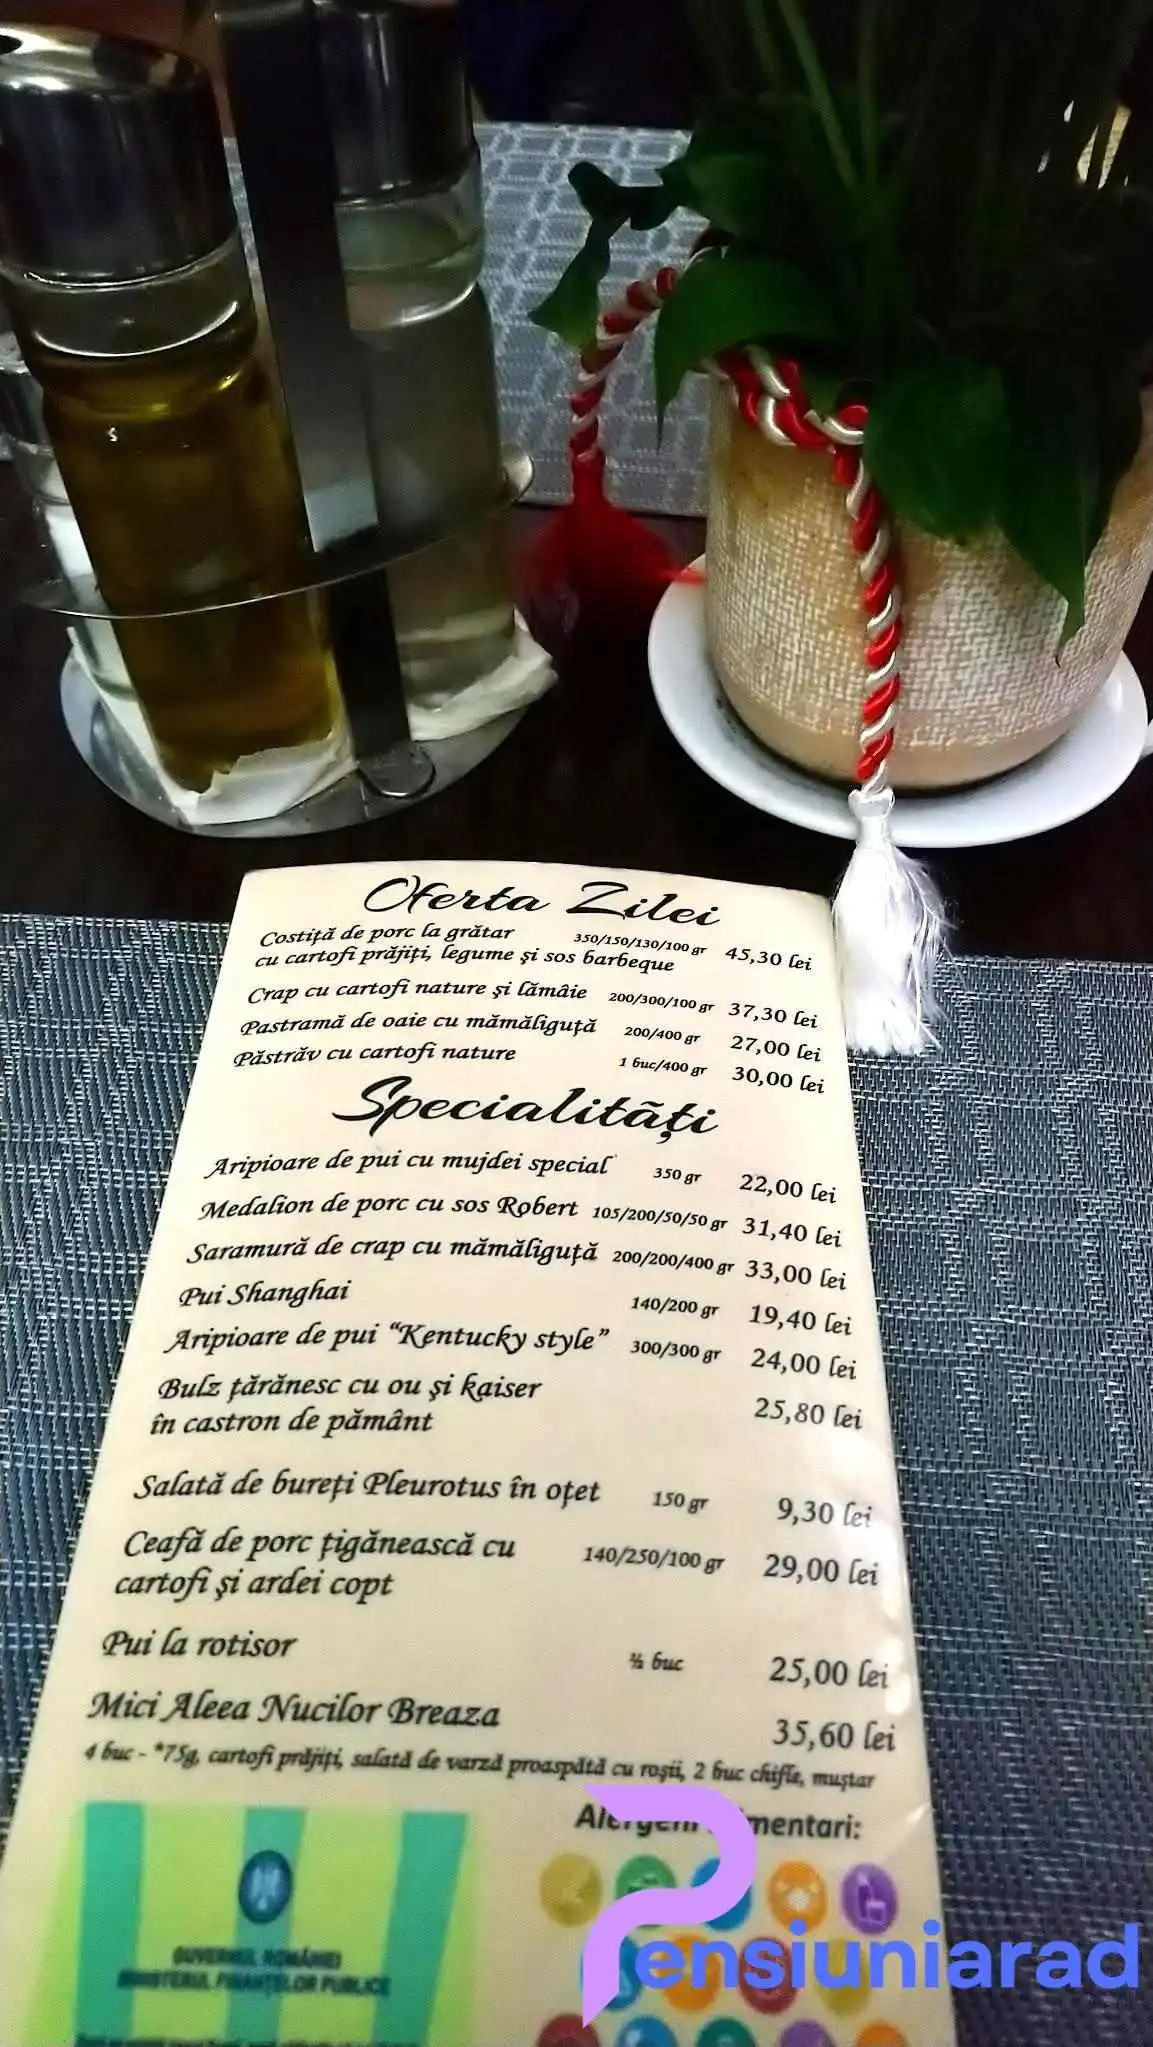 Oferta Zilei
Costiță de porc la grătar 350/150/130/100 gr 45,30 lei
cu cartofi prăjiți, legume și sos barbeque
Crap cu cartofi nature și lămâie 200/300/100 gr 37,30 lei
Pastramă de oaie cu mămăliguță 200/400 gr 27,00 lei
Păstrăv cu cartofi nature 1 buc/400 gr 30,00 lei
Specialităţi
Aripioare de pui cu mujdei special 350 gr 22,00 lei
Medalion de porc cu sos Robert 105/200/50/50 gr 31,40 lei
Saramură de crap cu mămăliguță 200/200/400 gr 33,00 lei
Pui Shanghai 140/200 gr 19,40 lei
Aripioare de pui “Kentucky style” 300/300 gr 24,00 lei
Bulz țărănesc cu ou și kaiser
în castron de pământ 25,80 lei
Salată de bureți Pleurotus în oțet 150 gr 9,30 lei
Ceafă de porc țigănească cu 140/250/100 gr 29,00 lei
cartofi și ardei copt
Pui la rotisor ½ buc 25,00 lei
Mici Aleea Nucilor Breaza 35,60 lei
4 buc - *75g, cartofi prăjiți, salată de varză proaspătă cu roșii, 2 buc chifle, muștar
Alergeni alimentari:
GUVERNUL ROMÂNIEI
MINISTERUL FINANȚELOR PUBLICE
Pensiuniarad